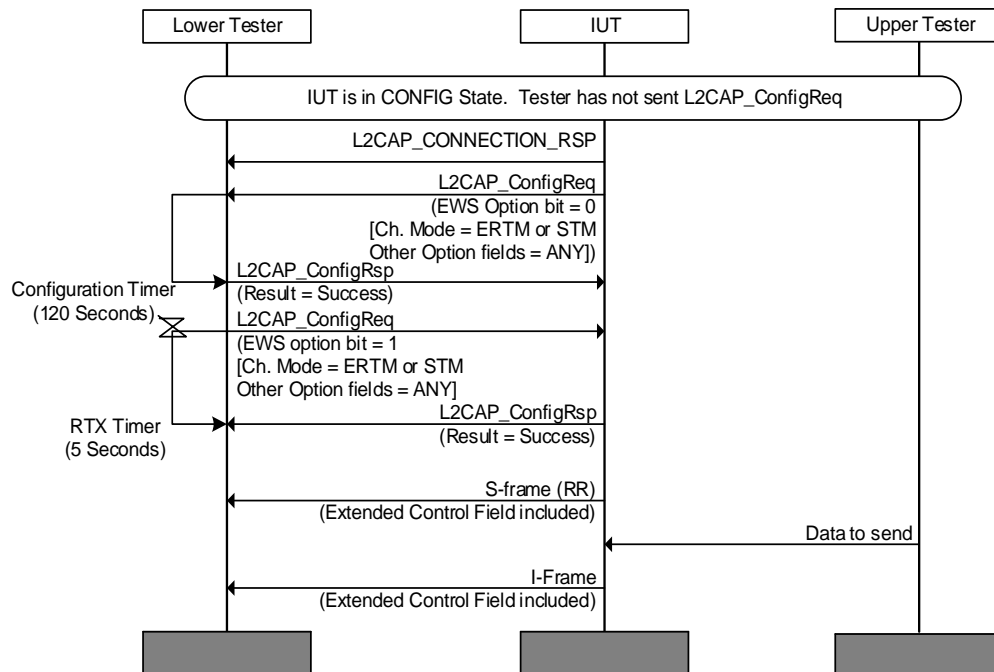 Lower Tester
IUT
Upper Tester
IUT is in CONFIG State. Tester has not sent L2CAP_ConfigReq
L2CAP_CONNECTION_RSP
L2CAP_ConfigReq
(EWS Option bit = 0
[Ch. Mode = ERTM or STM
Other Option fields = ANY])
L2CAP_ConfigRsp
(Result = Success)
Configuration Timer
(120 Seconds)
L2CAP_ConfigReq
(EWS option bit = 1
[Ch. Mode = ERTM or STM
Other Option fields = ANY]
L2CAP_ConfigRsp
(Result = Success)
RTX Timer
(5 Seconds)
S-frame (RR)
(Extended Control Field included)
Data to send
I-Frame
(Extended Control Field included)